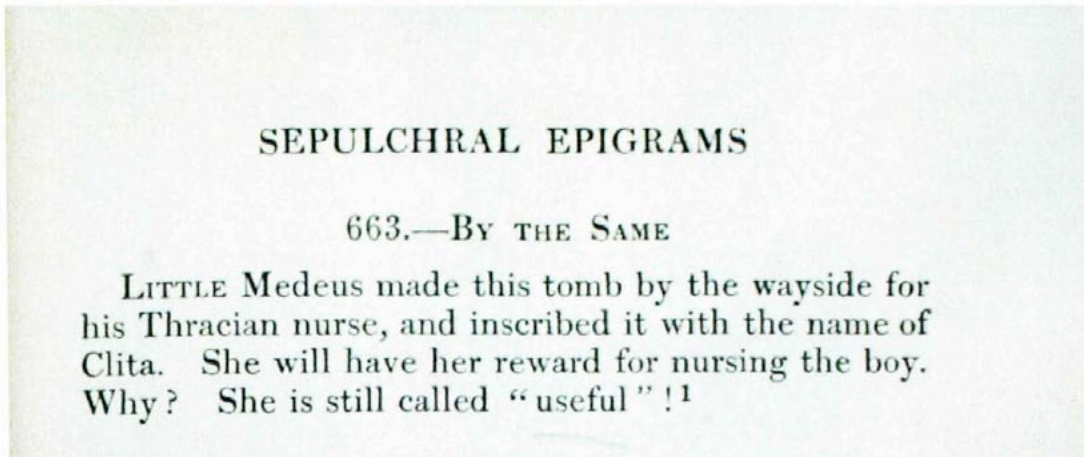 SEPULCHRAL EPIGRAMS
663.—By the Same
Little Medeus made this tomb by the wayside for
his Thracian nurse, and inscribed it with the name of
Clita. She will have her reward for nursing the boy.
Why? She is still called “useful”!¹